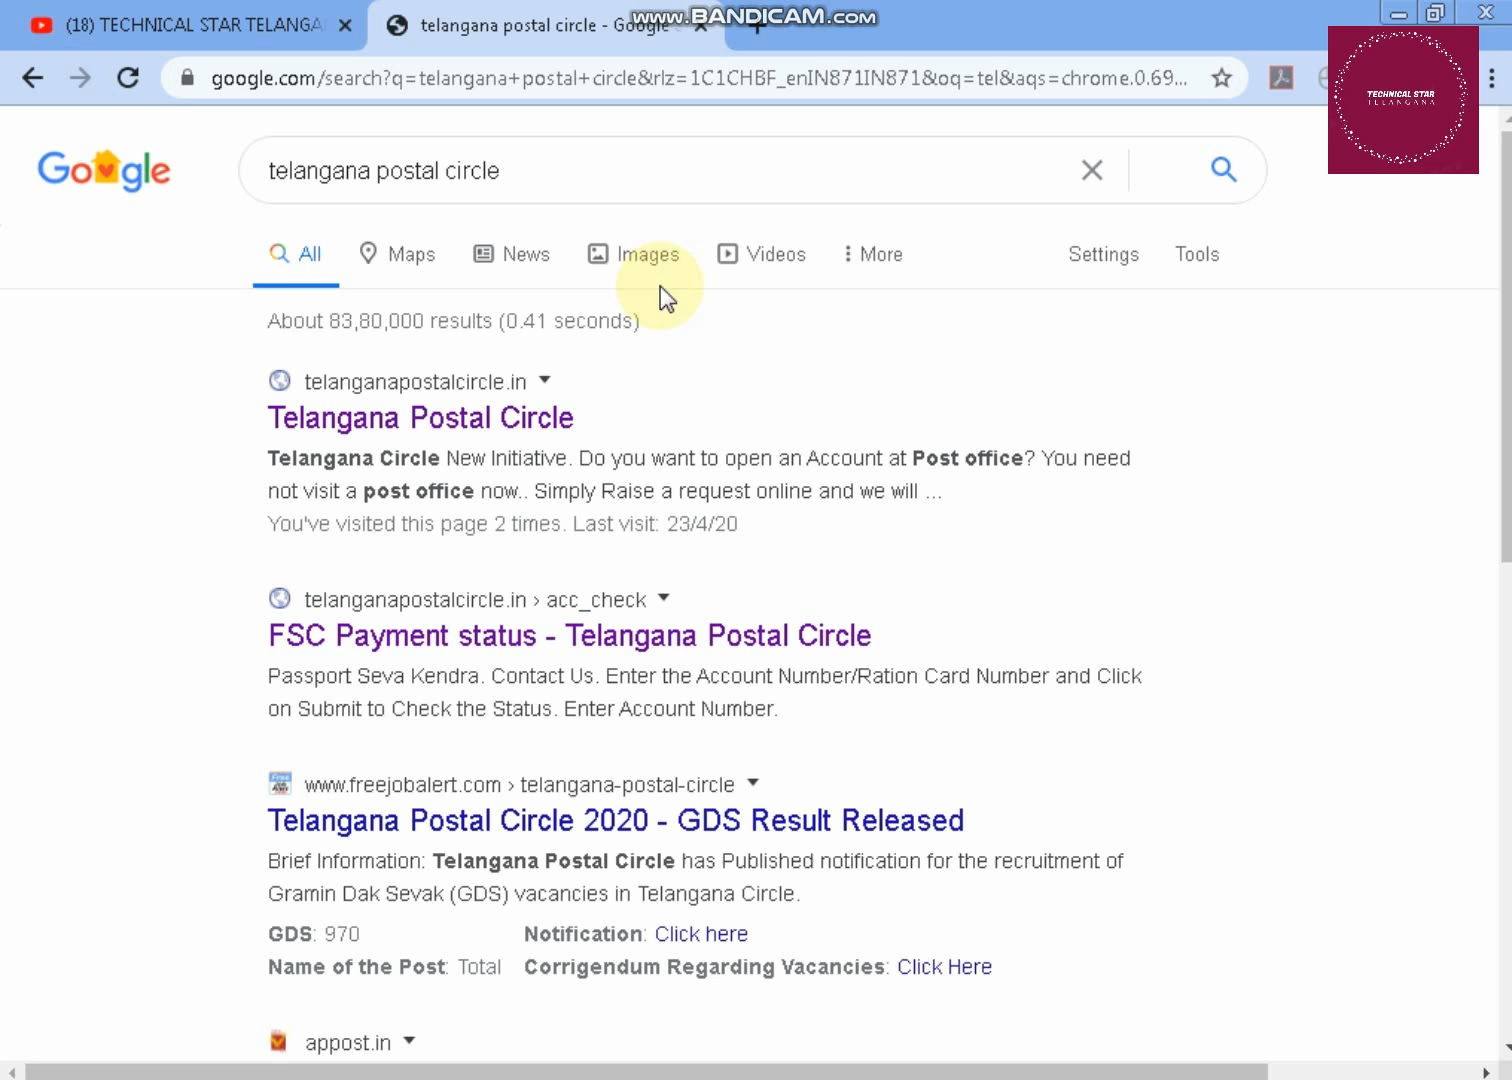 www.BANDICAM.com
(18) TECHNICAL STAR TELANGA
telangana postal circle - Google
google.com/search?q=telangana+postal+circle&rlz=1C1CHBF_enIN871IN871&oq=tel&aqs=chrome.0.69...
TECHNICAL STAR
TELANGANA
Google
telangana postal circle
All Maps News Images Videos More Settings Tools
About 83,80,000 results (0.41 seconds)
telanganapostalcircle.in
Telangana Postal Circle
Telangana Circle New Initiative. Do you want to open an Account at Post office? You need
not visit a post office now.. Simply Raise a request online and we will ...
You've visited this page 2 times. Last visit: 23/4/20
telanganapostalcircle.in › acc_check
FSC Payment status - Telangana Postal Circle
Passport Seva Kendra. Contact Us. Enter the Account Number/Ration Card Number and Click
on Submit to Check the Status. Enter Account Number.
www.freejobalert.com › telangana-postal-circle
Telangana Postal Circle 2020 - GDS Result Released
Brief Information: Telangana Postal Circle has Published notification for the recruitment of
Gramin Dak Sevak (GDS) vacancies in Telangana Circle.
GDS: 970 Notification: Click here
Name of the Post: Total Corrigendum Regarding Vacancies: Click Here
appost.in